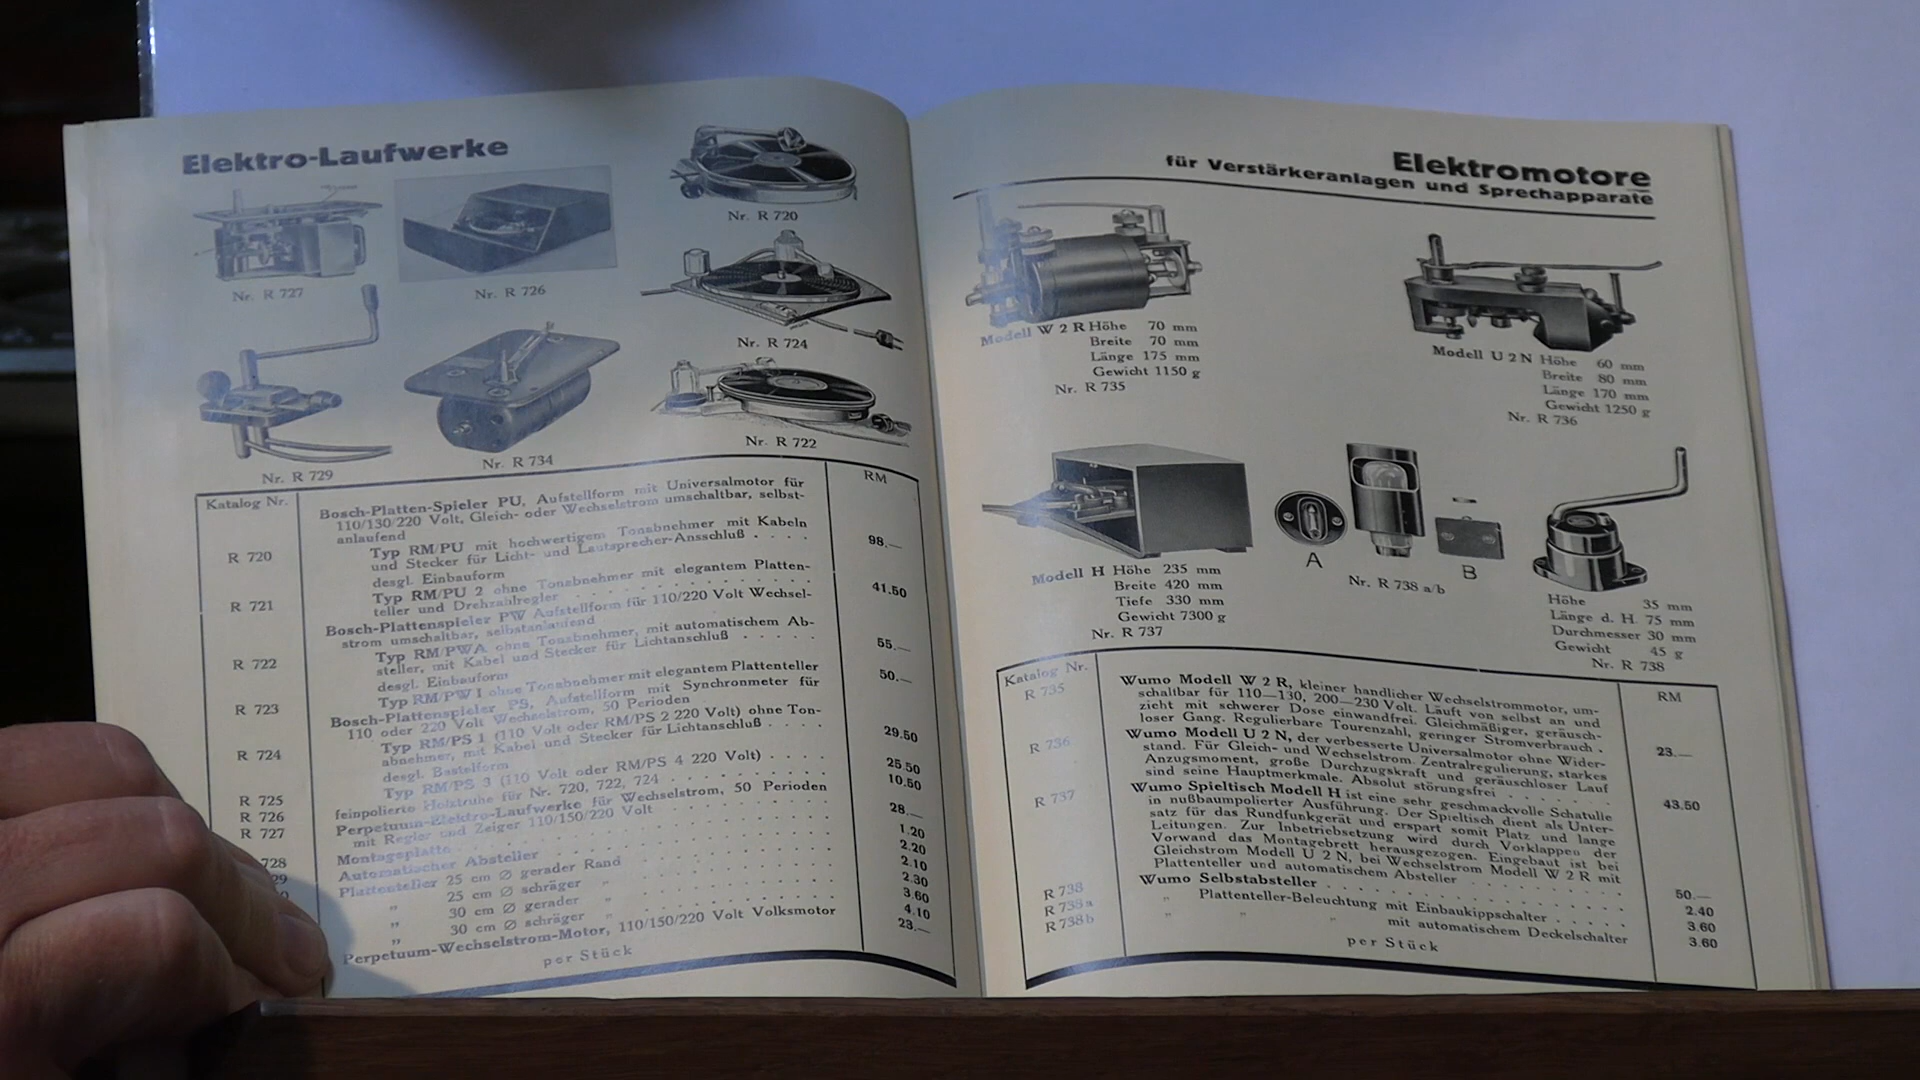 Elektro-Laufwerke
Nr. R 720
Nr. R 727
Nr. R 726
Nr. R 724
Nr. R 722
Nr. R 729
Nr. R 734
Katalog Nr.
RM
Bosch-Platten-Spieler PU, Aufstellform mit Universalmotor für
110/130/220 Volt, Gleich- oder Wechselstrom umschaltbar, selbst-
anlaufend
R 720 Typ RM/PU mit hochwertigem Tonabnehmer mit Kabeln
und Stecker für Licht- und Lautsprecher-Ansschluß . . . . 98.—
desgl. Einbauform
R 721 Typ RM/PU 2 ohne Tonabnehmer mit elegantem Platten-
teller und Drehzahlregler . . . . . . . . . . 41.50
Bosch-Plattenspieler PW Aufstellform für 110/220 Volt Wechsel-
strom umschaltbar, selbstanlaufend
R 722 Typ RM/PWA ohne Tonabnehmer, mit automatischem Ab-
steller, mit Kabel und Stecker für Lichtanschluß . . . . . 55.—
desgl. Einbauform
R 723 Typ RM/PW I ohne Tonabnehmer mit elegantem Plattenteller 50.—
Bosch-Plattenspieler PS, Aufstellform mit Synchronmeter für
110 oder 220 Volt Wechselstrom, 50 Perioden
R 724 Typ RM/PS 1 (110 Volt oder RM/PS 2 220 Volt) ohne Ton-
abnehmer, mit Kabel und Stecker für Lichtanschluß . . . . 29.50
desgl. Bastelform
R 725 Typ RM/PS 3 (110 Volt oder RM/PS 4 220 Volt) . . . . 25.50
R 726 feinpolierte Holztruhe für Nr. 720, 722, 724 . . . . . . . . . 10.50
R 727 Perpetuum-Elektro-Laufwerke für Wechselstrom, 50 Perioden
mit Regler und Zeiger 110/150/220 Volt 28.—
728 Montageplatte 1.20
29 Automatischer Absteller 2.20
Plattenteller 25 cm Ø gerader Rand 2.10
„ 25 cm Ø schräger „ 2.30
„ 30 cm Ø gerader „ 3.60
„ 30 cm Ø schräger „ 4.10
Perpetuum-Wechselstrom-Motor, 110/150/220 Volt Volksmotor 23.—
per Stück
Elektromotore
für Verstärkeranlagen und Sprechapparate
Modell W 2 R Höhe 70 mm
Breite 70 mm
Länge 175 mm
Gewicht 1150 g
Nr. R 735
Modell U 2 N Höhe 60 mm
Breite 80 mm
Länge 170 mm
Gewicht 1250 g
Nr. R 736
Modell H Höhe 235 mm
Breite 420 mm
Tiefe 330 mm
Gewicht 7300 g
Nr. R 737
A
B
Nr. R 738 a/b
Höhe 35 mm
Länge d. H. 75 mm
Durchmesser 30 mm
Gewicht 45 g
Nr. R 738
Katalog Nr.
RM
R 735 Wumo Modell W 2 R, kleiner handlicher Wechselstrommotor, um-
schaltbar für 110—130, 200—230 Volt. Läuft von selbst an und
zieht mit schwerer Dose einwandfrei. Gleichmäßiger, geräusch-
loser Gang. Regulierbare Tourenzahl, geringer Stromverbrauch . 23.—
R 736 Wumo Modell U 2 N, der verbesserte Universalmotor ohne Wider-
stand. Für Gleich- und Wechselstrom. Zentralregulierung, starkes
Anzugsmoment, große Durchzugskraft und geräuschloser Lauf
sind seine Hauptmerkmale. Absolut störungsfrei . . . . . . . 43.50
R 737 Wumo Spieltisch Modell H ist eine sehr geschmackvolle Schatulle
in nußbaumpolierter Ausführung. Der Spieltisch dient als Unter-
satz für das Rundfunkgerät und erspart somit Platz und lange
Leitungen. Zur Inbetriebsetzung wird durch Vorklappen der
Vorwand das Montagebrett herausgezogen. Eingebaut ist bei
Gleichstrom Modell U 2 N, bei Wechselstrom Modell W 2 R mit
Plattenteller und automatischem Absteller . . . . . . . . . 50.—
R 738 Wumo Selbstabsteller . . . . . . . . . . . . . . . 2.40
R 738a „ Plattenteller-Beleuchtung mit Einbaukippschalter . . . . . 3.60
R 738b „ „ „ mit automatischem Deckelschalter 3.60
per Stück